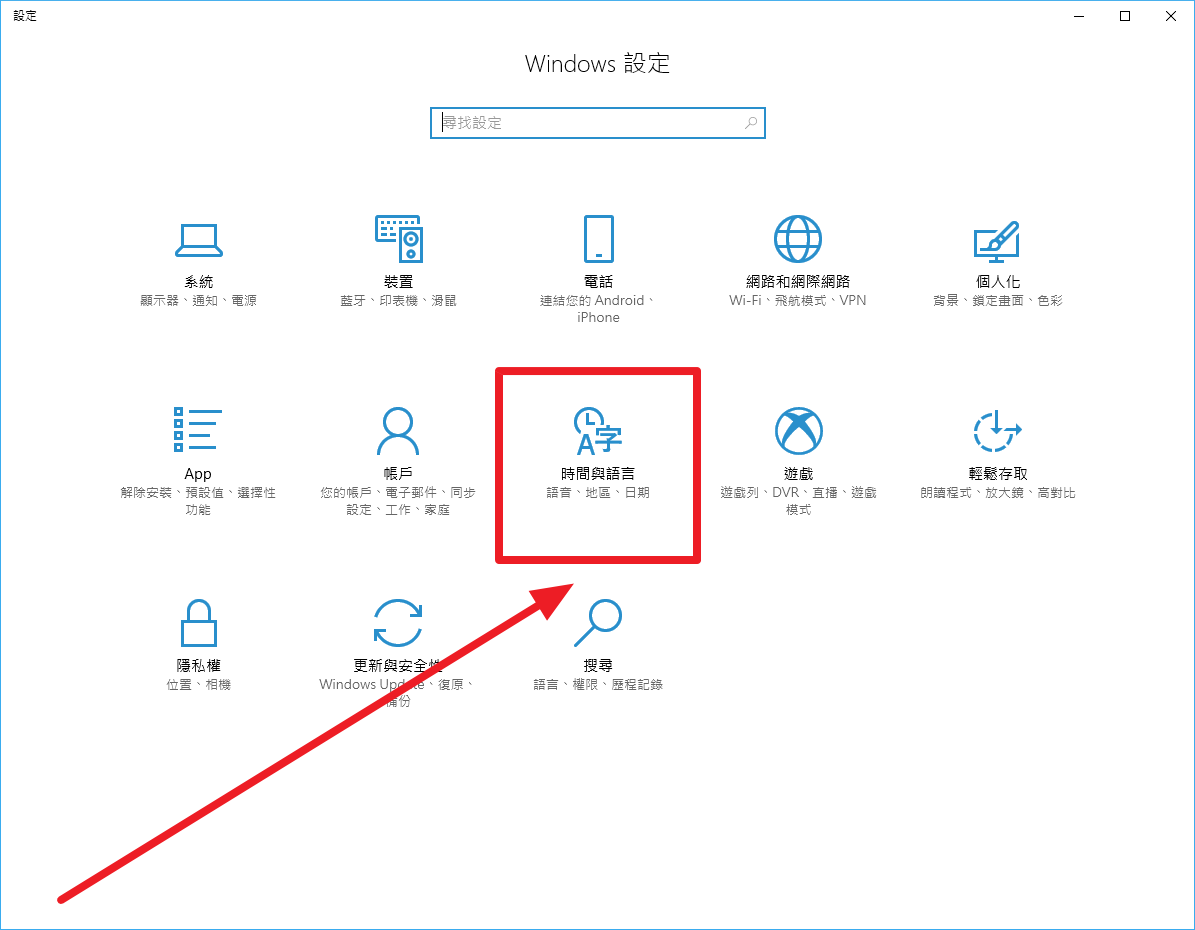 設定
Windows 設定
尋找設定
系統
顯示器、通知、電源
裝置
藍牙、印表機、滑鼠
電話
連結您的 Android、
iPhone
網路和網際網路
Wi-Fi、飛航模式、VPN
個人化
背景、鎖定畫面、色彩
App
解除安裝、預設值、選擇性
功能
帳戶
您的帳戶、電子郵件、同步
設定、工作、家庭
A字
時間與語言
語音、地區、日期
遊戲
遊戲列、DVR、直播、遊戲
模式
輕鬆存取
朗讀程式、放大鏡、高對比
隱私權
位置、相機
更新與安全性
Windows Update、復原、
備份
搜尋
語言、權限、歷程記錄